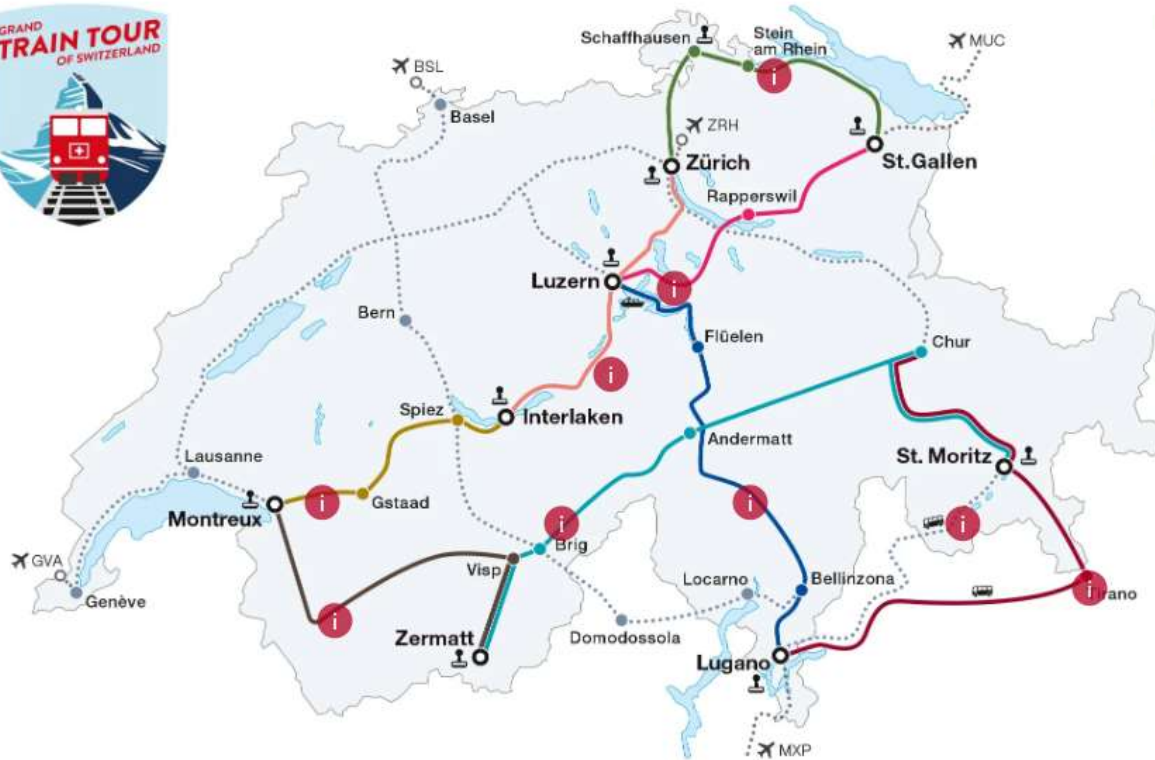 GRAND
TRAIN TOUR
OF SWITZERLAND
Schaffhausen
Stein
am Rhein
MUC
BSL
Basel
ZRH
Zürich
St.Gallen
Rapperswil
Luzern
Bern
Flüelen
Chur
Spiez
Interlaken
Andermatt
St. Moritz
Lausanne
Gstaad
Montreux
i
i
i
i
i
i
i
i
i
Brig
GVA
Visp
Genève
Locarno
Bellinzona
Domodossola
Zermatt
Lugano
MXP